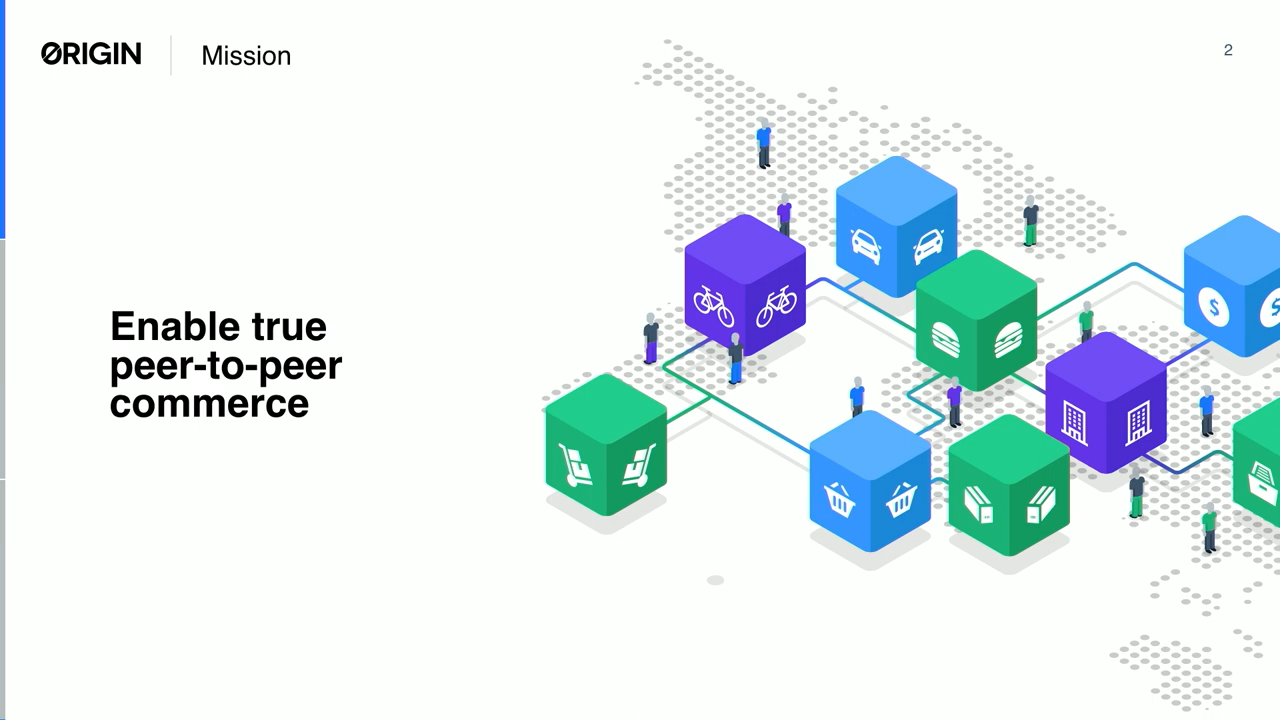 ØRIGIN
Mission
2
Enable true
peer-to-peer
commerce
$
$